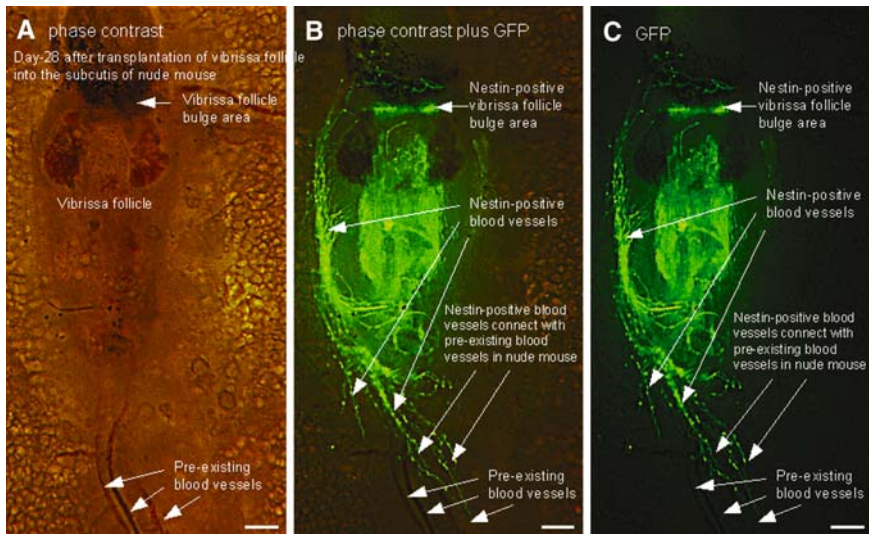 A phase contrast
Day-28 after transplantation of vibrissa follicle
into the subcutis of nude mouse
Vibrissa follicle
bulge area
Vibrissa follicle
Pre-existing
blood vessels
B phase contrast plus GFP
Nestin-positive
vibrissa follicle
bulge area
Nestin-positive
blood vessels
Nestin-positive blood
vessels connect with
pre-existing blood
vessels in nude mouse
Pre-existing
blood vessels
C GFP
Nestin-positive
vibrissa follicle
bulge area
Nestin-positive
blood vessels
Nestin-positive blood
vessels connect with
pre-existing blood
vessels in nude mouse
Pre-existing
blood vessels